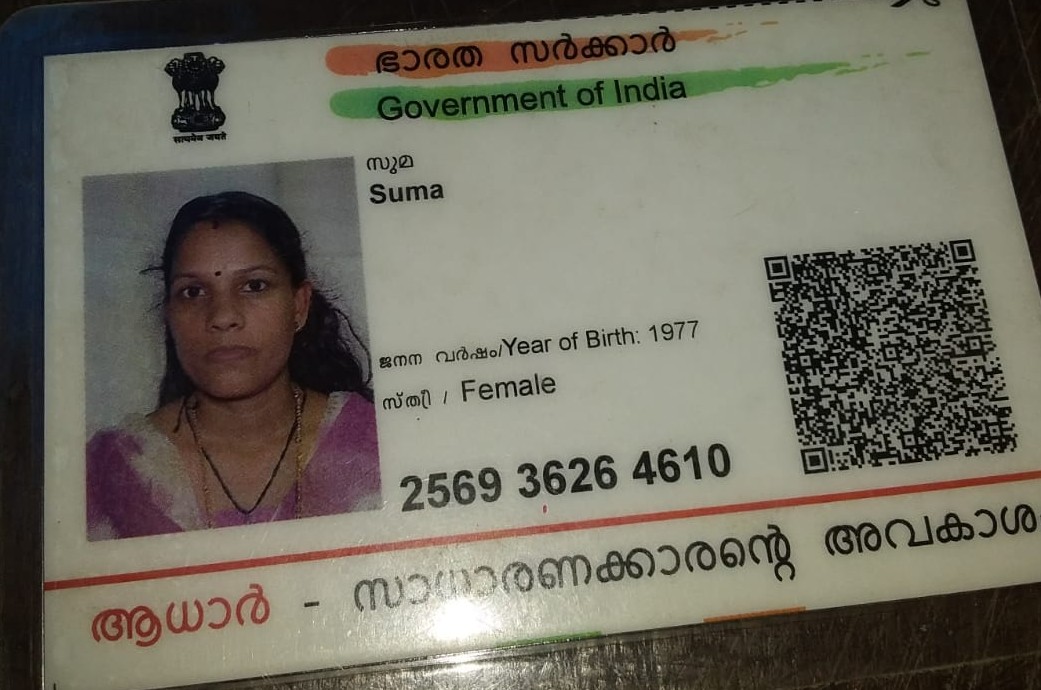 ഭാരത സർക്കാർ
Government of India
सत्यमेव जयते
സുമ
Suma
ജനന വർഷം/Year of Birth: 1977
സ്ത്രീ / Female
2569 3626 4610
ആധാർ - സാധാരണക്കാരന്റെ അവകാശ